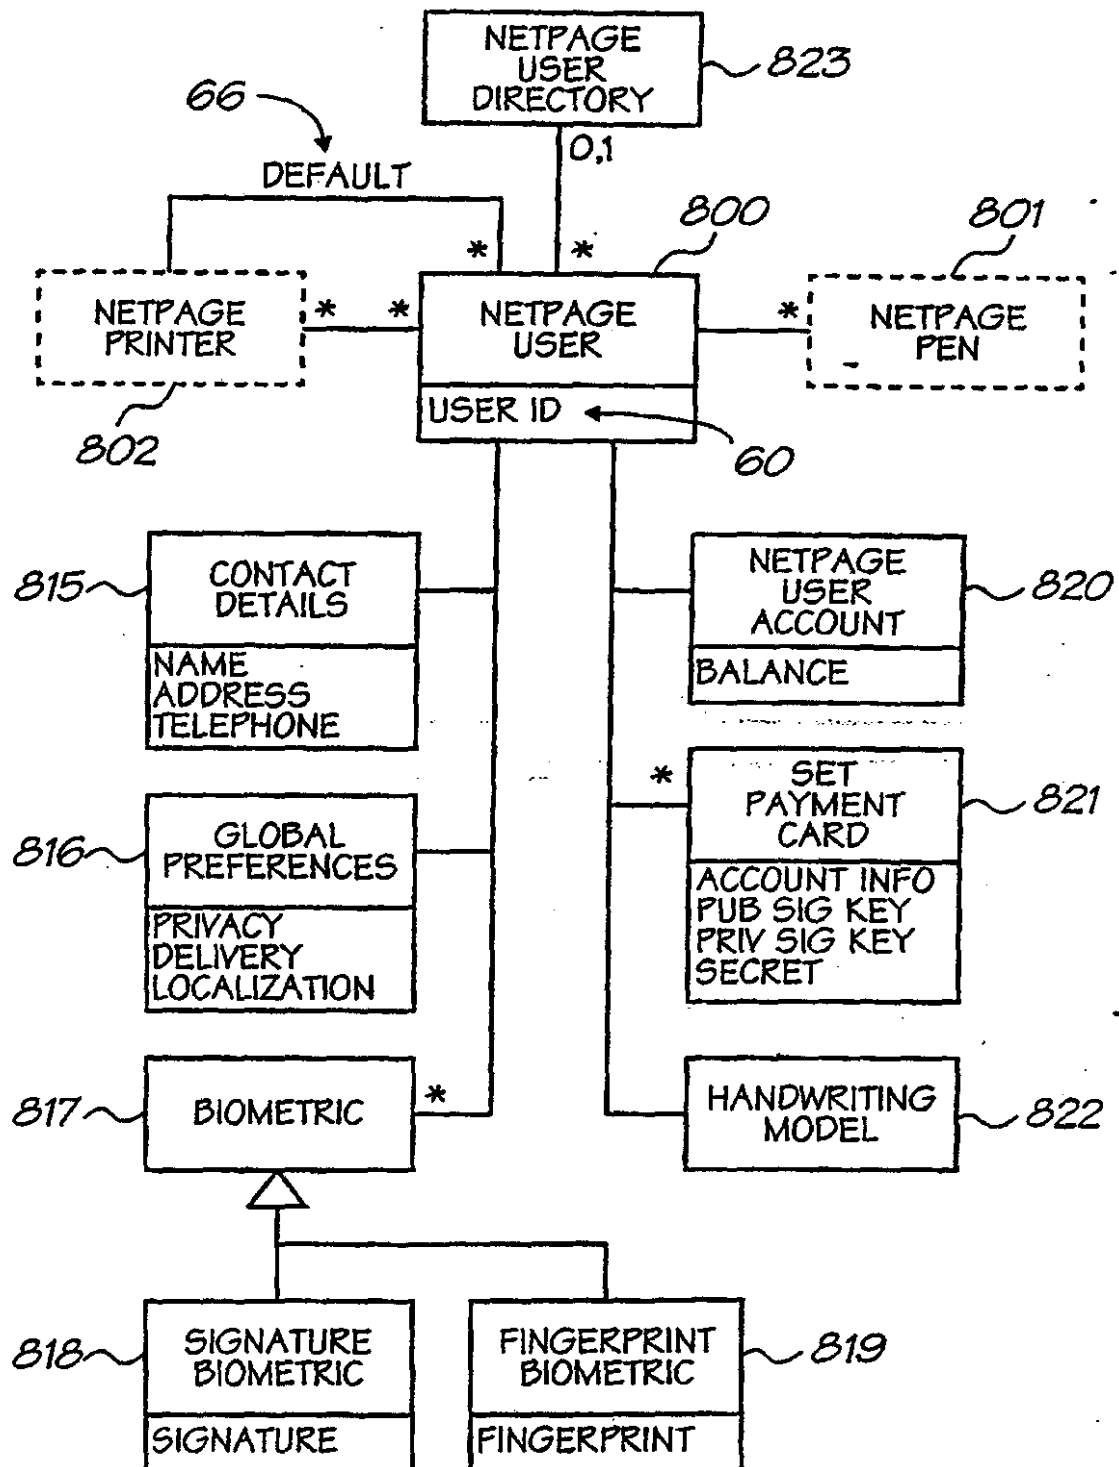 NETPAGE
USER
DIRECTORY
823
66
DEFAULT
0,1
800
801
*
*
NETPAGE
PRINTER
*
*
NETPAGE
USER
*
NETPAGE
PEN
802
USER ID
60
815
CONTACT
DETAILS
NAME
ADDRESS
TELEPHONE
NETPAGE
USER
ACCOUNT
820
BALANCE
816
GLOBAL
PREFERENCES
PRIVACY
DELIVERY
LOCALIZATION
*
SET
PAYMENT
CARD
821
ACCOUNT INFO
PUB SIG KEY
PRIV SIG KEY
SECRET
817
BIOMETRIC
*
HANDWRITING
MODEL
822
818
SIGNATURE
BIOMETRIC
SIGNATURE
FINGERPRINT
BIOMETRIC
819
FINGERPRINT